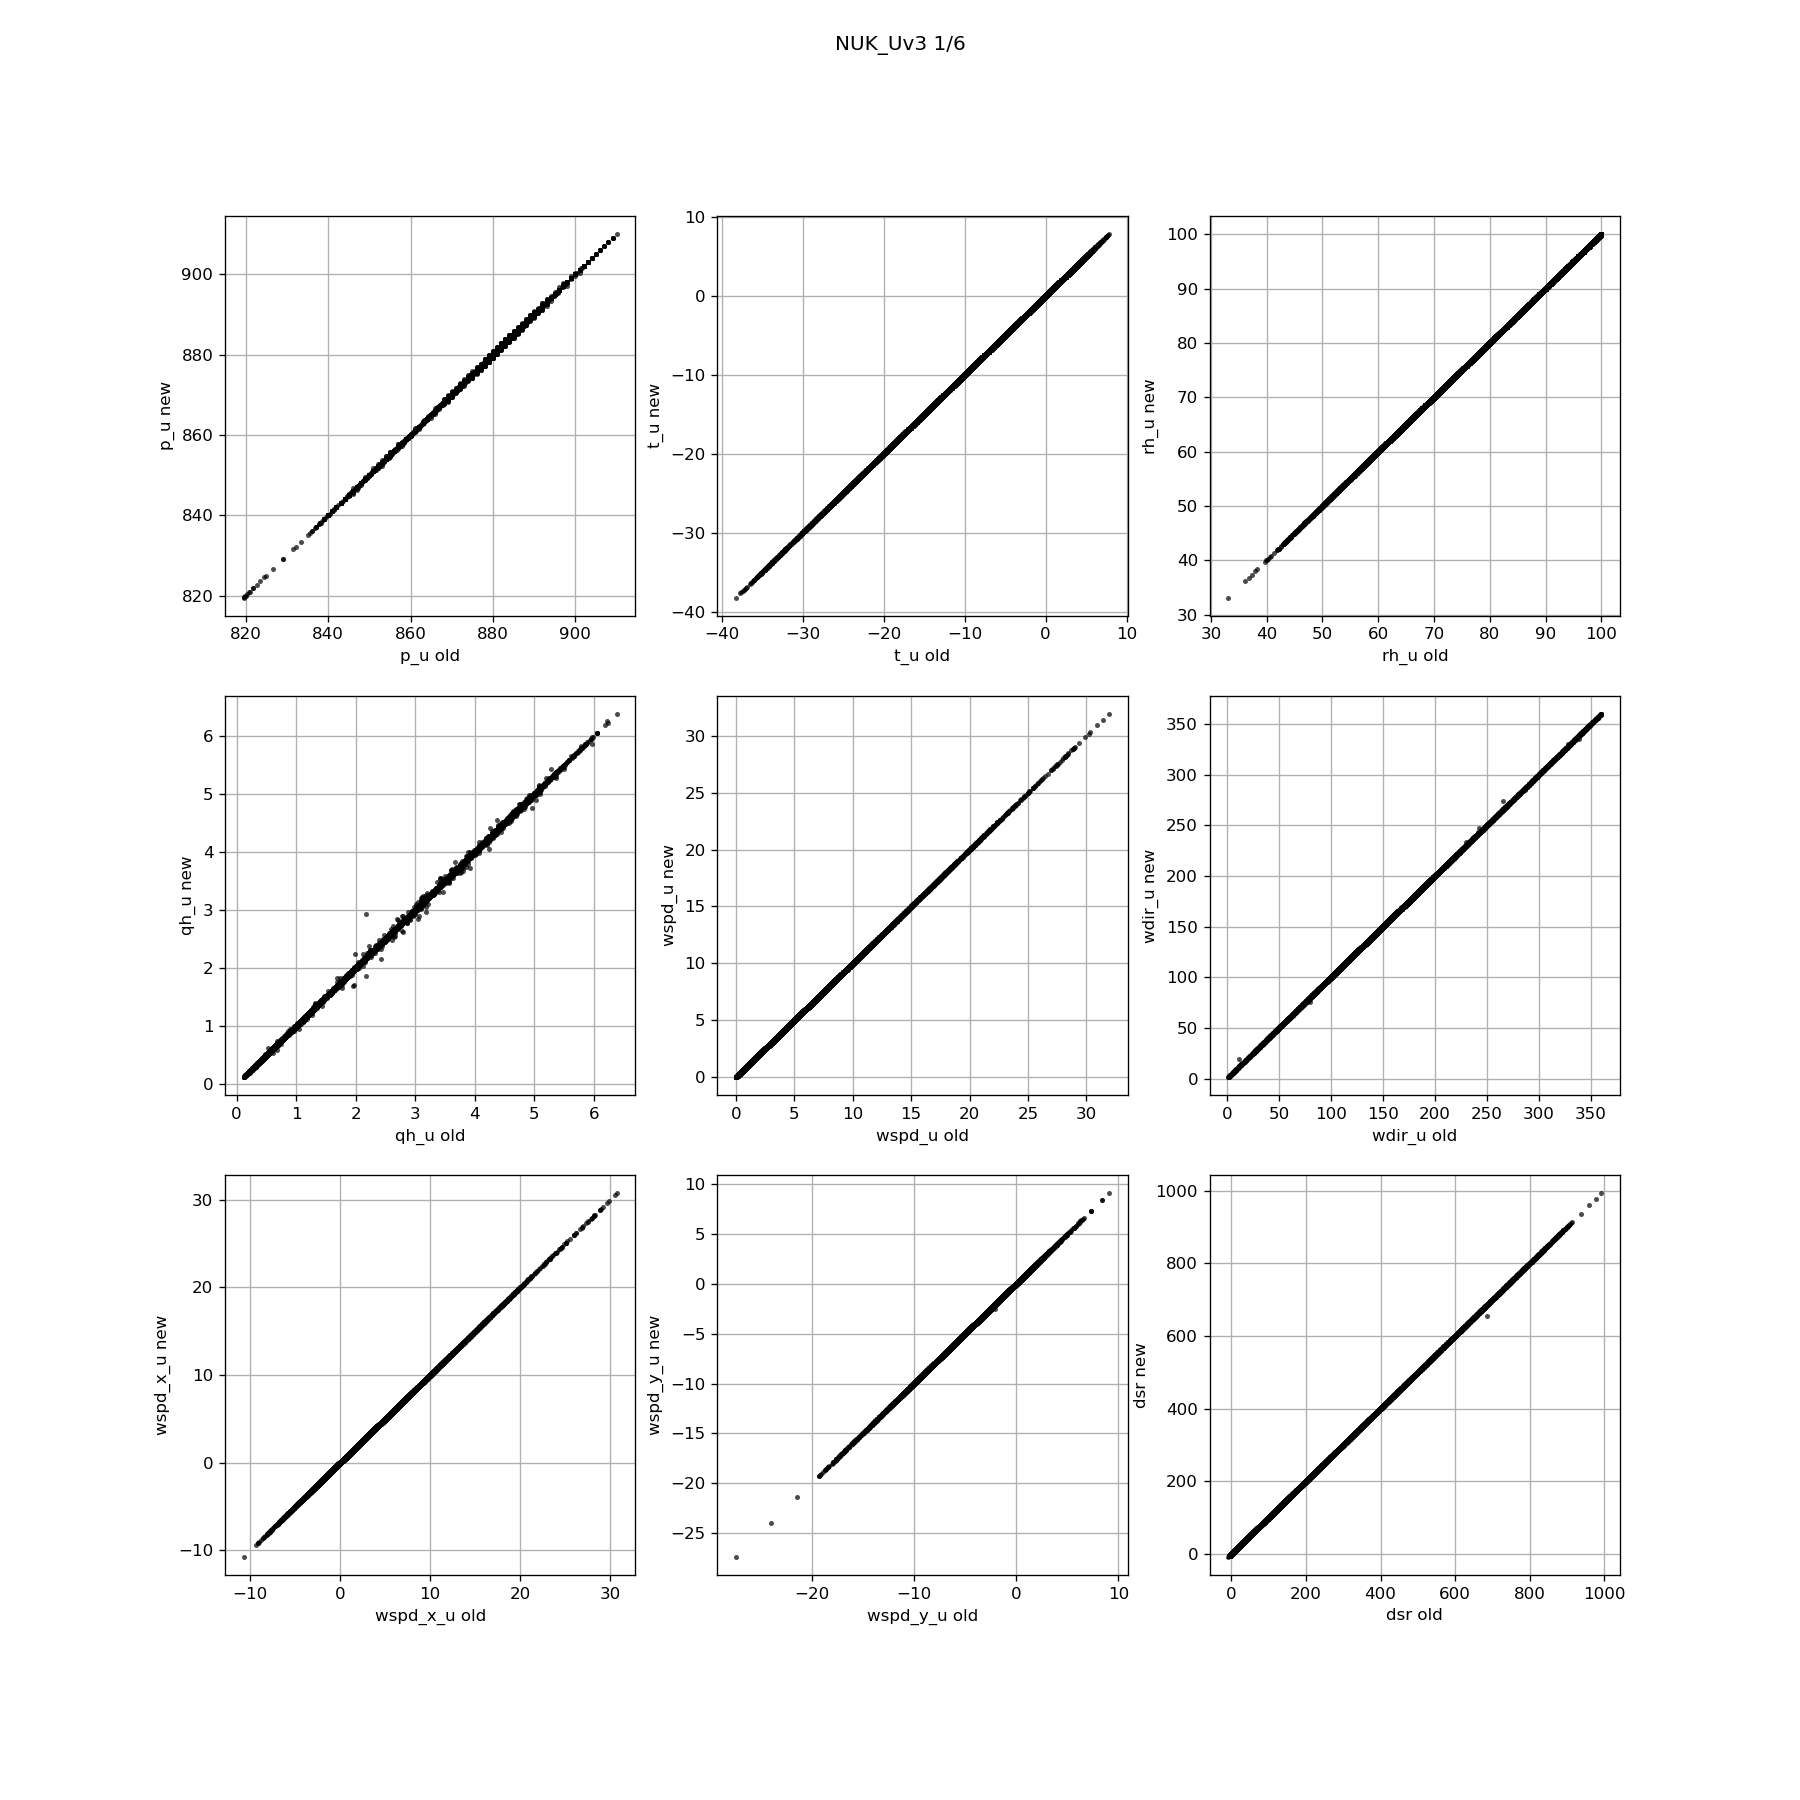 NUK_Uv3 1/6
p_u new
900
880
860
840
820
820 840 860 880 900
p_u old
t_u new
10
0
−10
−20
−30
−40
−40 −30 −20 −10 0 10
t_u old
rh_u new
100
90
80
70
60
50
40
30
30 40 50 60 70 80 90 100
rh_u old
qh_u new
6
5
4
3
2
1
0
0 1 2 3 4 5 6
qh_u old
wspd_u new
30
25
20
15
10
5
0
0 5 10 15 20 25 30
wspd_u old
wdir_u new
350
300
250
200
150
100
50
0
0 50 100 150 200 250 300 350
wdir_u old
wspd_x_u new
30
20
10
0
−10
−10 0 10 20 30
wspd_x_u old
wspd_y_u new
10
5
0
−5
−10
−15
−20
−25
−20 −10 0 10
wspd_y_u old
dsr new
1000
800
600
400
200
0
0 200 400 600 800 1000
dsr old